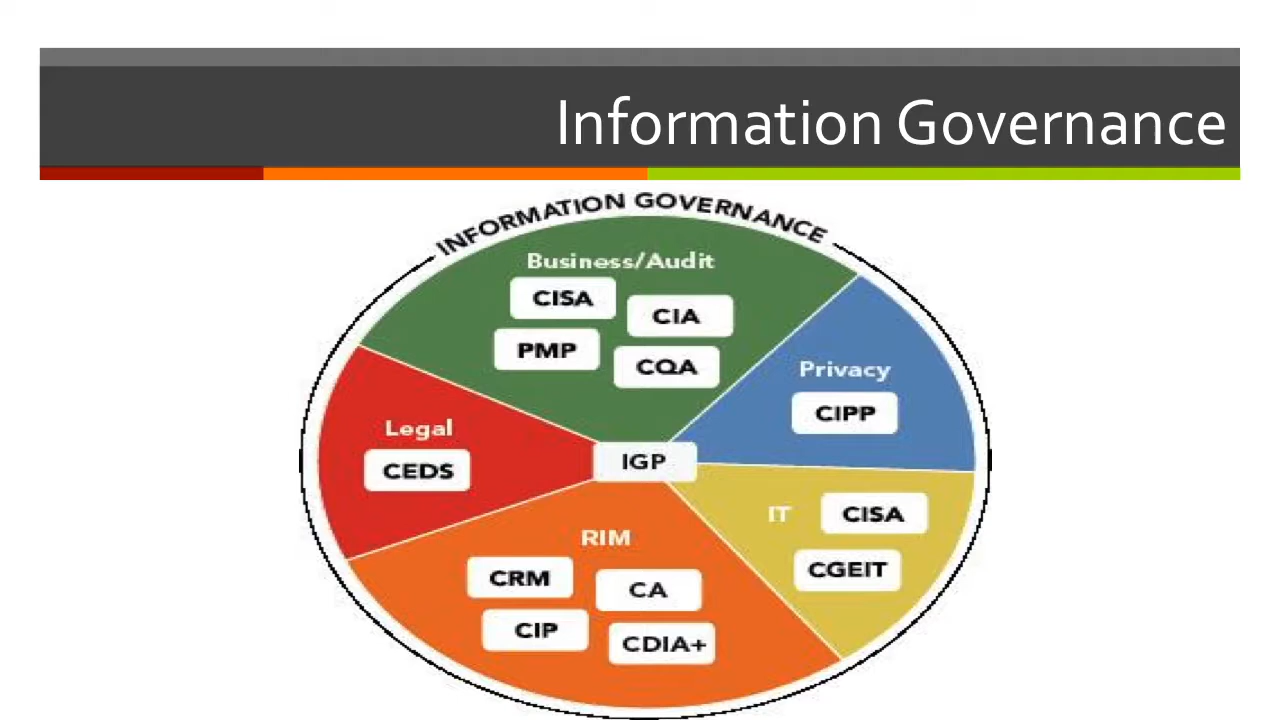 Information Governance
INFORMATION GOVERNANCE
Business/Audit
CISA
CIA
PMP
CQA
Privacy
CIPP
Legal
CEDS
IGP
IT
CISA
CGEIT
RIM
CRM
CA
CIP
CDIA+